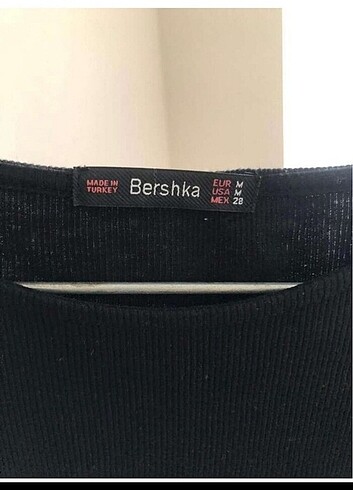 MADE IN
TURKEY
Bershka
EUR M
USA M
MEX 28